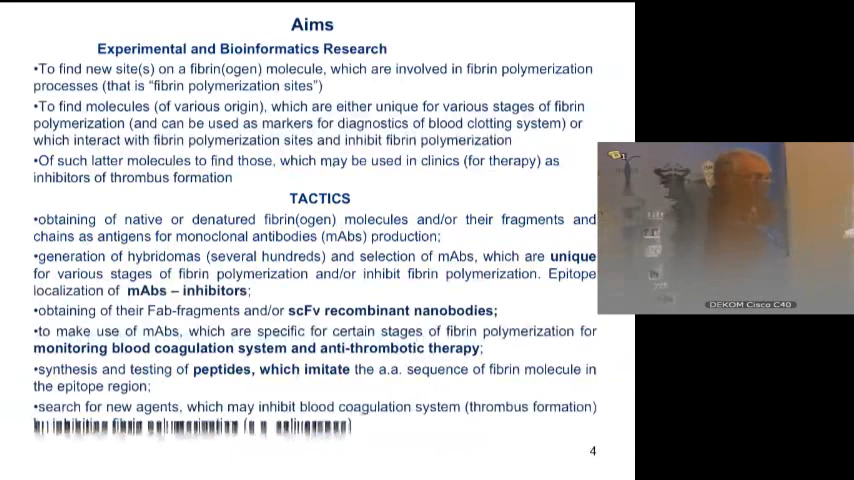 Aims
Experimental and Bioinformatics Research
•To find new site(s) on a fibrin(ogen) molecule, which are involved in fibrin polymerization
processes (that is “fibrin polymerization sites”)
•To find molecules (of various origin), which are either unique for various stages of fibrin
polymerization (and can be used as markers for diagnostics of blood clotting system) or
which interact with fibrin polymerization sites and inhibit fibrin polymerization
•Of such latter molecules to find those, which may be used in clinics (for therapy) as
inhibitors of thrombus formation
TACTICS
•obtaining of native or denatured fibrin(ogen) molecules and/or their fragments and
chains as antigens for monoclonal antibodies (mAbs) production;
•generation of hybridomas (several hundreds) and selection of mAbs, which are unique
for various stages of fibrin polymerization and/or inhibit fibrin polymerization. Epitope
localization of mAbs – inhibitors;
•obtaining of their Fab-fragments and/or scFv recombinant nanobodies;
•to make use of mAbs, which are specific for certain stages of fibrin polymerization for
monitoring blood coagulation system and anti-thrombotic therapy;
•synthesis and testing of peptides, which imitate the a.a. sequence of fibrin molecule in
the epitope region;
•search for new agents, which may inhibit blood coagulation system (thrombus formation)
4
DEKOM Cisco C40